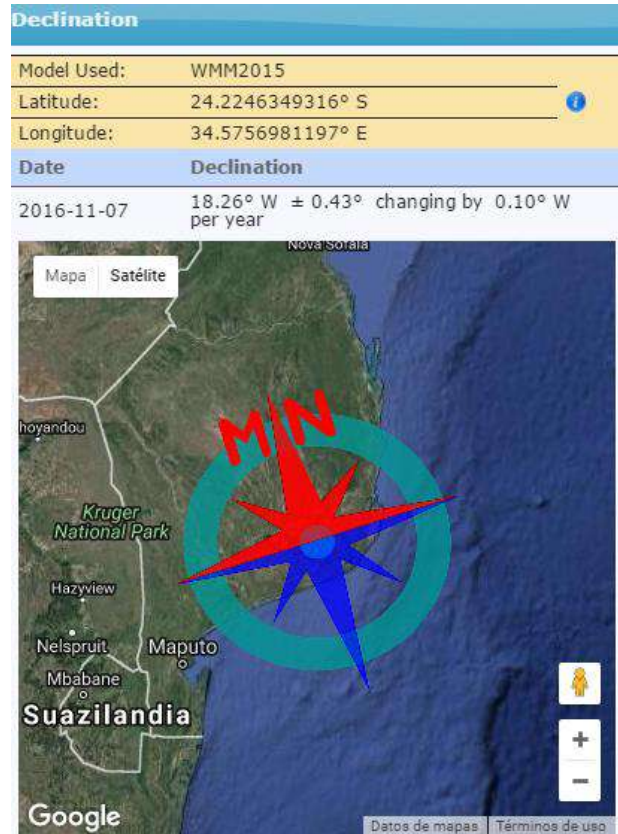 Declination
Model Used: WMM2015
Latitude: 24.2246349316° S
Longitude: 34.5756981197° E
Date Declination
2016-11-07 18.26° W ± 0.43° changing by 0.10° W
per year
Nova Sofala
Mapa Satélite
hoyandou
M N
Kruger
National Park
Hazyview
Nelspruit Maputo
Mbabane
Suazilandia
+
−
Google Datos de mapas Términos de uso